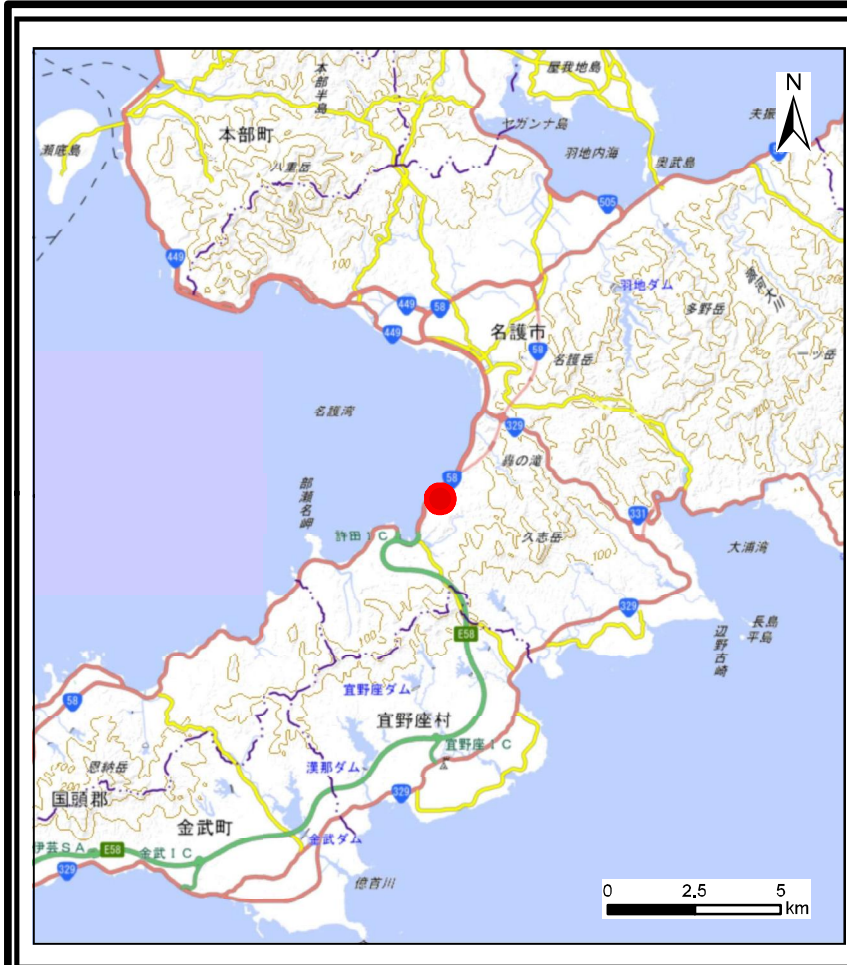 屋我地島
本部半島
ヤガンナ島
夫振
N
本部町
瀬底島
羽地内海
奥武島
八重岳
505
449
100
羽地ダム
多野岳
449
58
449
名護市
58
名護岳
一ツ岳
200
名護湾
329
轟の滝
58
部瀬名岬
331
許田IC
久志岳
100
大浦湾
329
長島
平島
E58
辺野古崎
宜野座ダム
58
宜野座村
宜野座IC
恩納岳
漢那ダム
国頭郡
329
金武町
金武ダム
伊芸SA
E58
金武IC
329
億首川
0 2.5 5
km